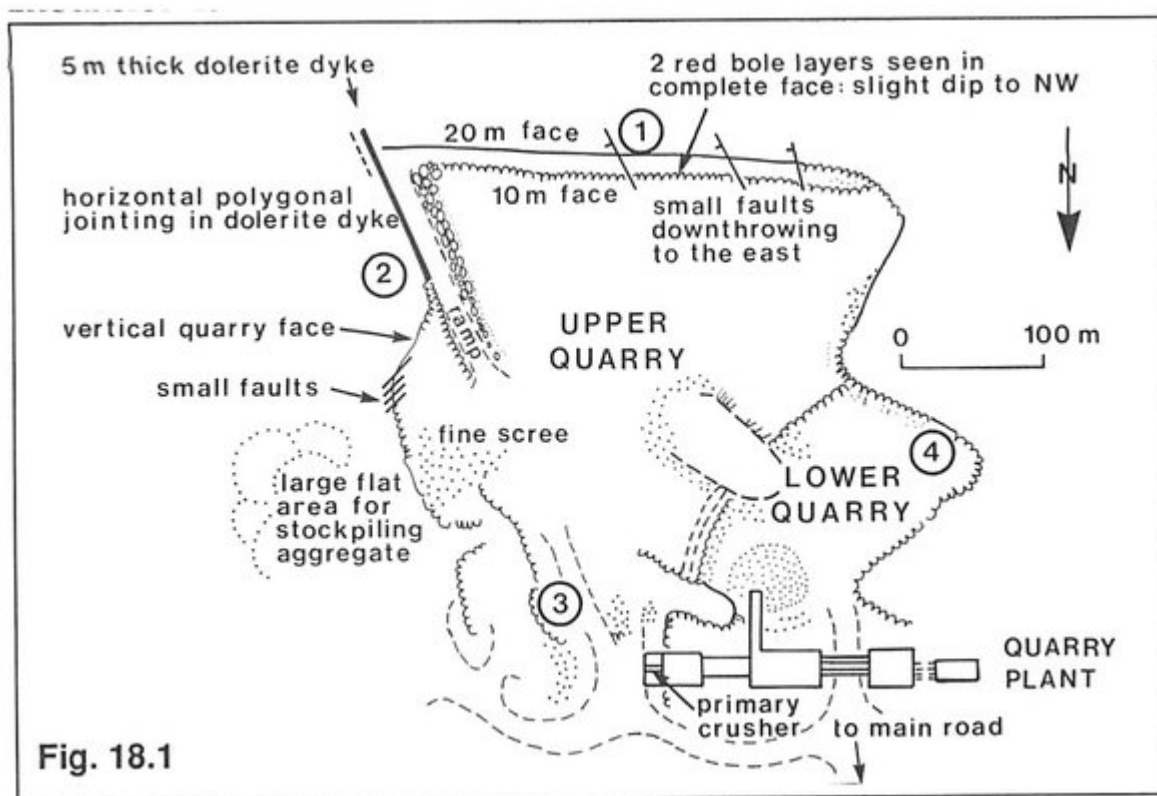 5 m thick dolerite dyke
2 red bole layers seen in
complete face: slight dip to NW
20 m face
1
N
10 m face
small faults
downthrowing
to the east
horizontal polygonal
jointing in dolerite dyke
2
vertical quarry face
ramp
UPPER
QUARRY
0 100 m
small faults
fine scree
4
large flat
area for
stockpiling
aggregate
LOWER
QUARRY
3
QUARRY
PLANT
primary
crusher
to main road
Fig. 18.1